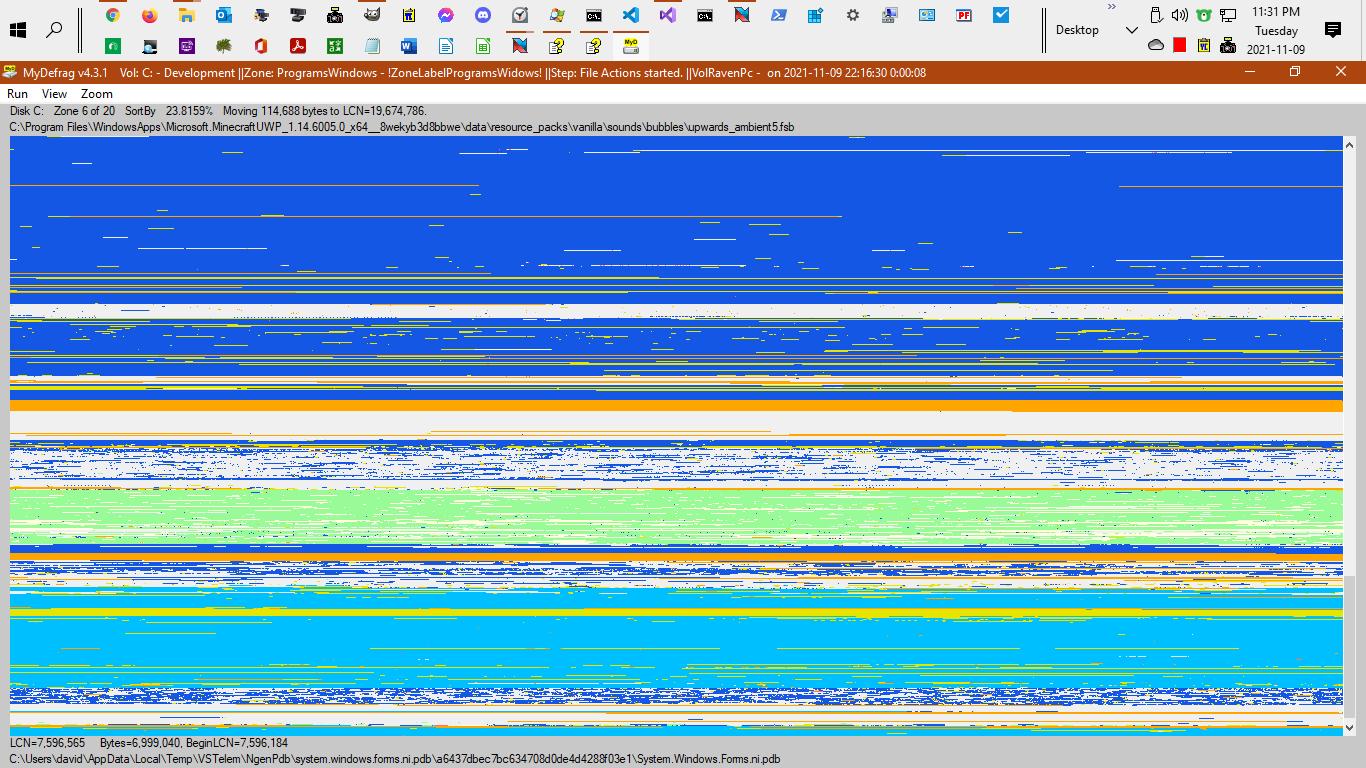 11:31 PM
Desktop
Tuesday
2021-11-09
MyDefrag v4.3.1 Vol: C: - Development ||Zone: ProgramsWindows - !ZoneLabelProgramsWidows! ||Step: File Actions started. ||VolRavenPc - on 2021-11-09 22:16:30 0:00:08
Run View Zoom
Disk C: Zone 6 of 20 SortBy 23.8159% Moving 114,688 bytes to LCN=19,674,786.
C:\Program Files\WindowsApps\Microsoft.MinecraftUWP_1.14.6005.0_x64__8wekyb3d8bbwe\data\resource_packs\vanilla\sounds\bubbles\upwards_ambient5.fsb
LCN=7,596,565 Bytes=6,999,040, BeginLCN=7,596,184
C:\Users\david\AppData\Local\Temp\VSTelem\NgenPdb\system.windows.forms.ni.pdb\a6437dbec7bc634708d0de4d4288f03e1\System.Windows.Forms.ni.pdb